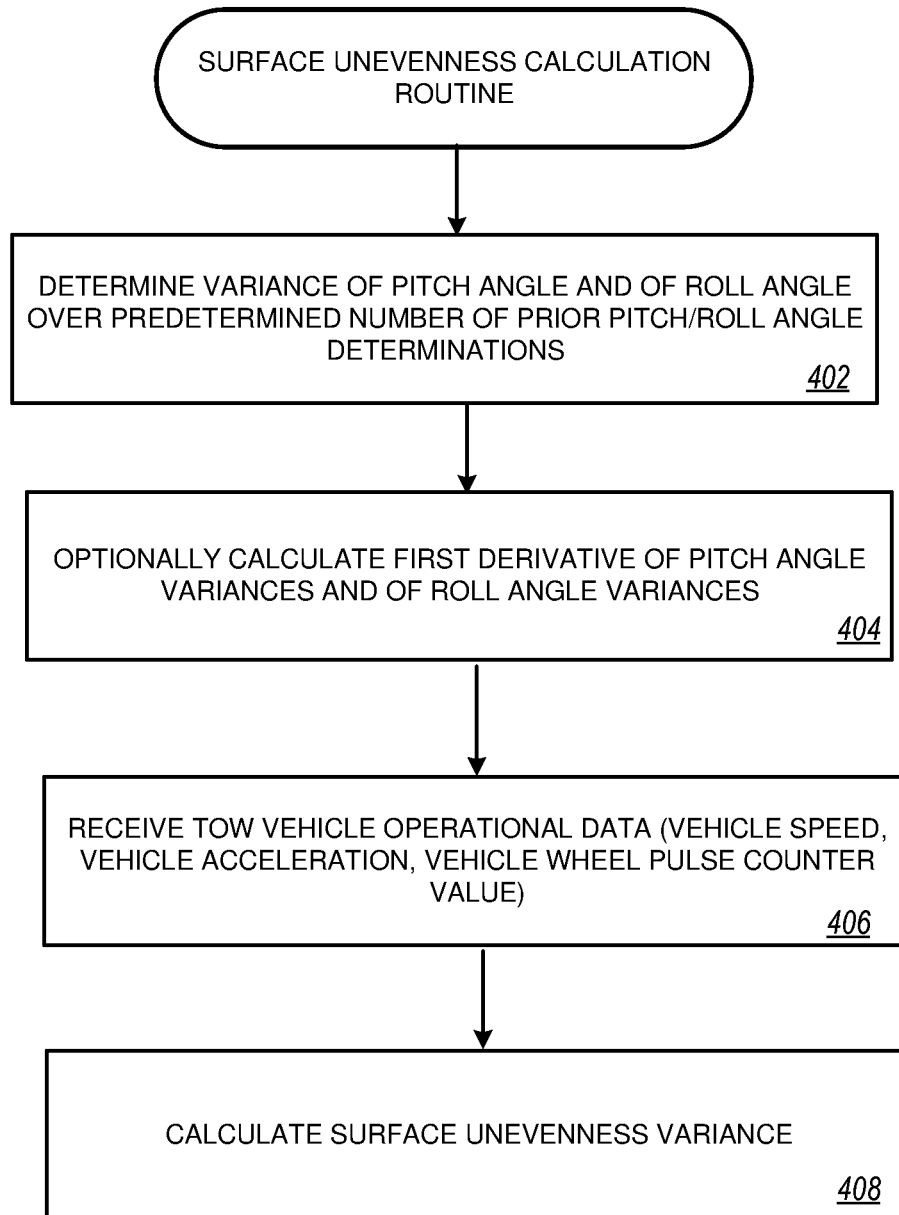 SURFACE UNEVENNESS CALCULATION
ROUTINE
DETERMINE VARIANCE OF PITCH ANGLE AND OF ROLL ANGLE
OVER PREDETERMINED NUMBER OF PRIOR PITCH/ROLL ANGLE
DETERMINATIONS
402
OPTIONALLY CALCULATE FIRST DERIVATIVE OF PITCH ANGLE
VARIANCES AND OF ROLL ANGLE VARIANCES
404
RECEIVE TOW VEHICLE OPERATIONAL DATA (VEHICLE SPEED,
VEHICLE ACCELERATION, VEHICLE WHEEL PULSE COUNTER
VALUE)
406
CALCULATE SURFACE UNEVENNESS VARIANCE
408